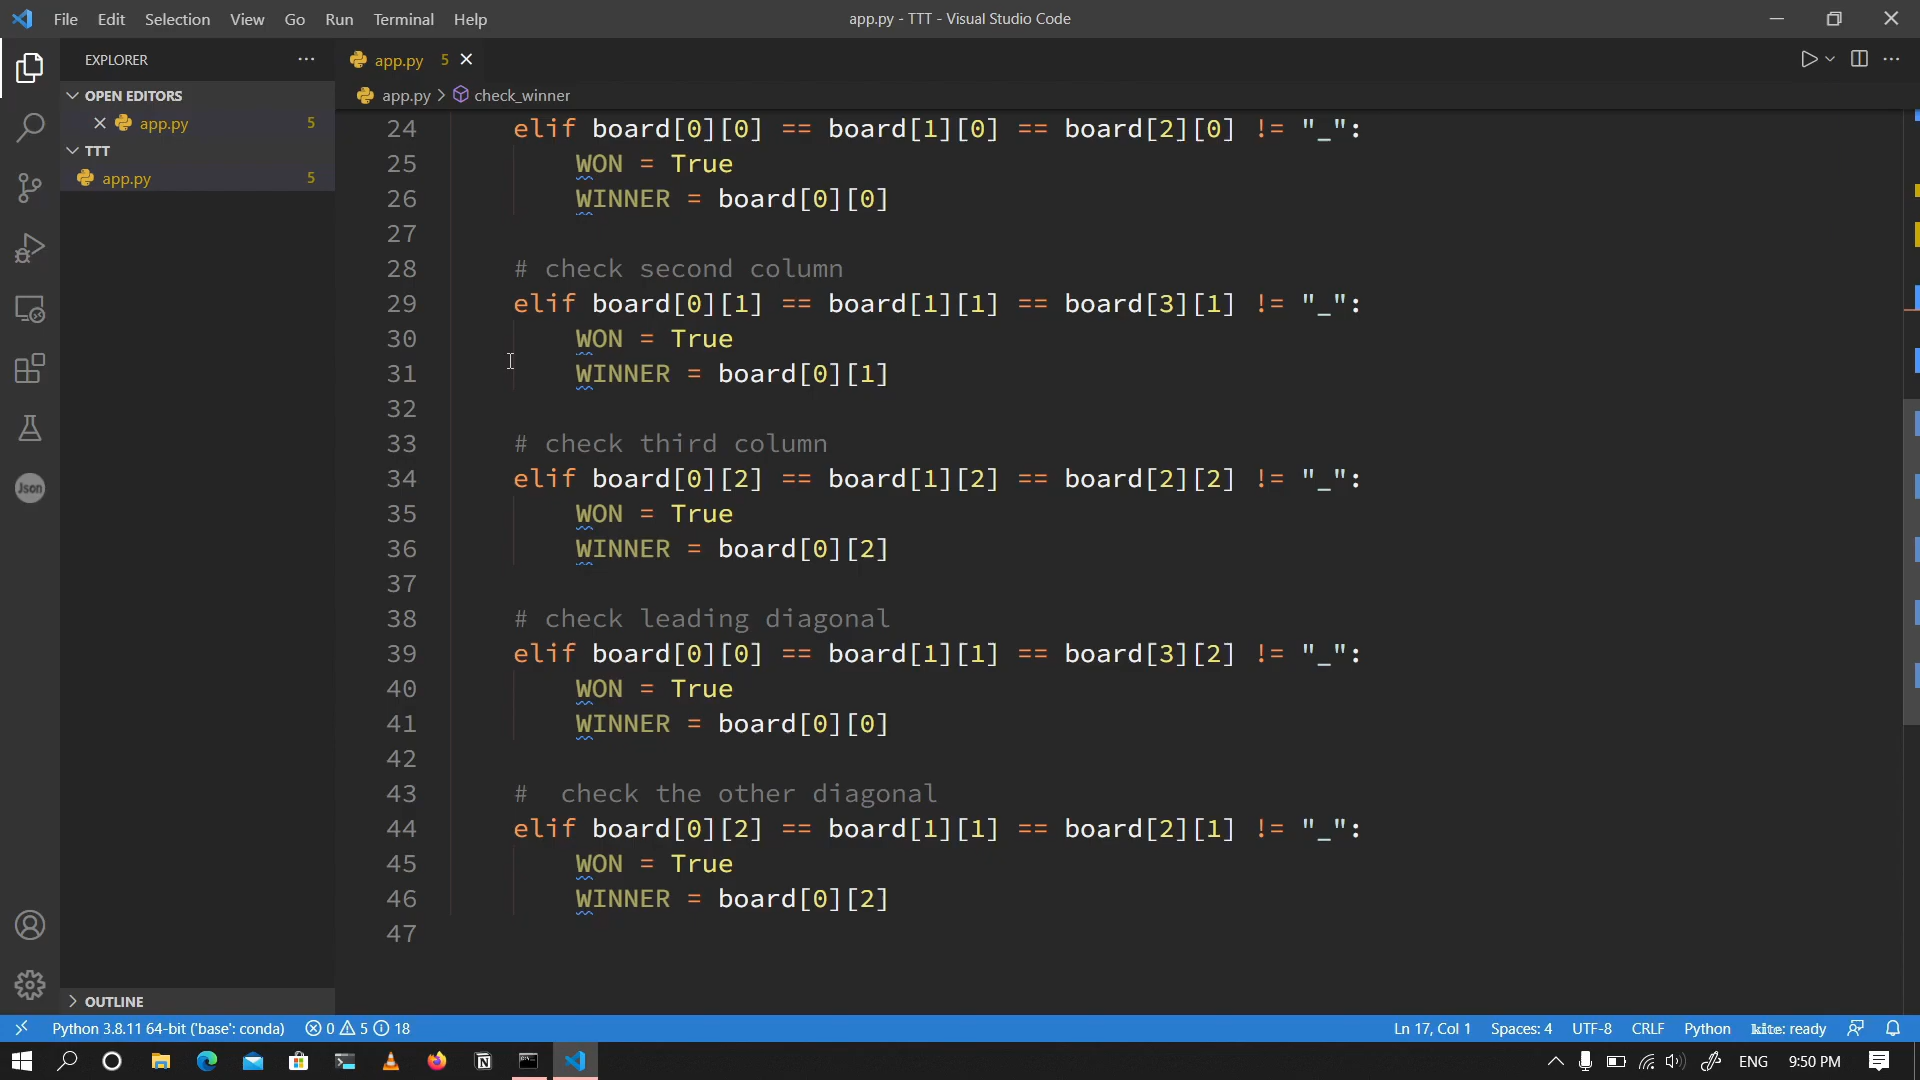 File Edit Selection View Go Run Terminal Help
app.py - TTT - Visual Studio Code
EXPLORER
app.py 5
OPEN EDITORS
app.py > check_winner
app.py 5
TTT
app.py 5
24 elif board[0][0] == board[1][0] == board[2][0] != "_":
25 WON = True
26 WINNER = board[0][0]
27
28 # check second column
29 elif board[0][1] == board[1][1] == board[3][1] != "_":
30 WON = True
31 WINNER = board[0][1]
32
33 # check third column
34 elif board[0][2] == board[1][2] == board[2][2] != "_":
35 WON = True
36 WINNER = board[0][2]
37
38 # check leading diagonal
39 elif board[0][0] == board[1][1] == board[3][2] != "_":
40 WON = True
41 WINNER = board[0][0]
42
43 #  check the other diagonal
44 elif board[0][2] == board[1][1] == board[2][1] != "_":
45 WON = True
46 WINNER = board[0][2]
47
Json
OUTLINE
Python 3.8.11 64-bit ('base': conda) 0 5 18
Ln 17, Col 1 Spaces: 4 UTF-8 CRLF Python kite: ready
ENG 9:50 PM